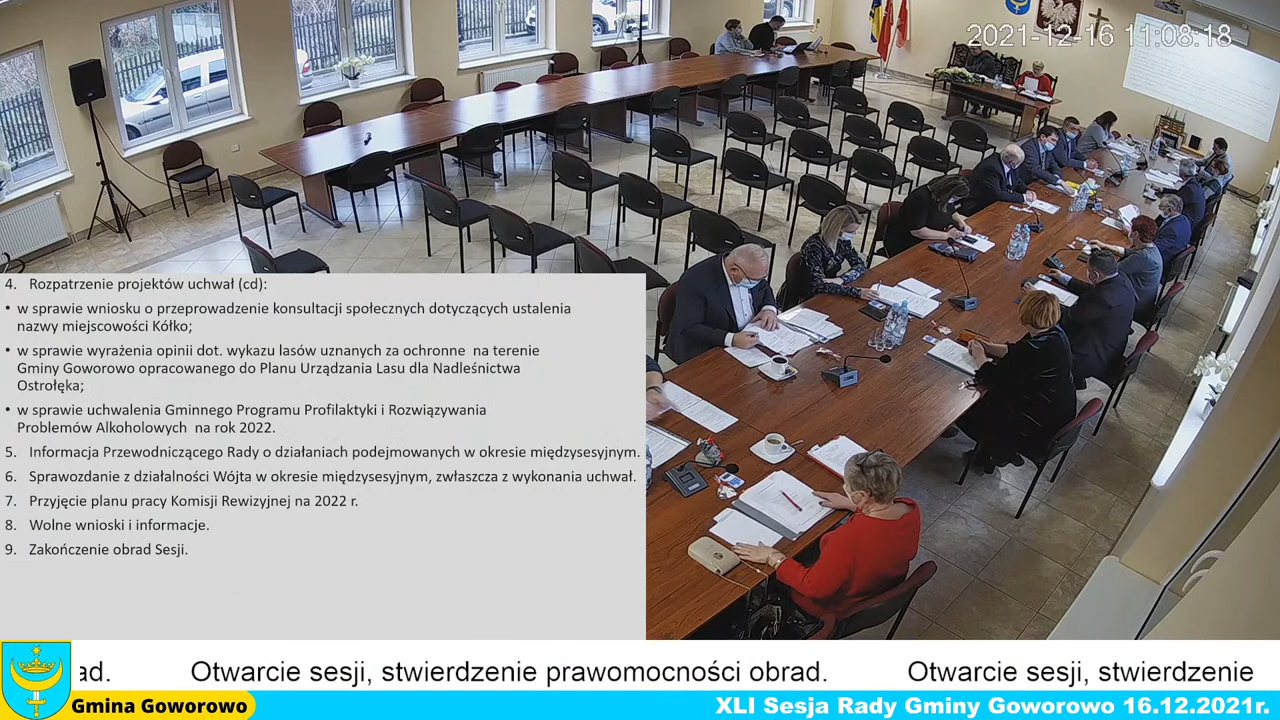 2021-12-16 11:08:18
4. Rozpatrzenie projektów uchwał (cd):
• w sprawie wniosku o przeprowadzenie konsultacji społecznych dotyczących ustalenia
nazwy miejscowości Kółko;
• w sprawie wyrażenia opinii dot. wykazu lasów uznanych za ochronne na terenie
Gminy Goworowo opracowanego do Planu Urządzania Lasu dla Nadleśnictwa
Ostrołęka;
• w sprawie uchwalenia Gminnego Programu Profilaktyki i Rozwiązywania
Problemów Alkoholowych na rok 2022.
5. Informacja Przewodniczącego Rady o działaniach podejmowanych w okresie międzysesyjnym.
6. Sprawozdanie z działalności Wójta w okresie międzysesyjnym, zwłaszcza z wykonania uchwał.
7. Przyjęcie planu pracy Komisji Rewizyjnej na 2022 r.
8. Wolne wnioski i informacje.
9. Zakończenie obrad Sesji.
ad. Otwarcie sesji, stwierdzenie prawomocności obrad. Otwarcie sesji, stwierdzenie
Gmina Goworowo
XLI Sesja Rady Gminy Goworowo 16.12.2021r.